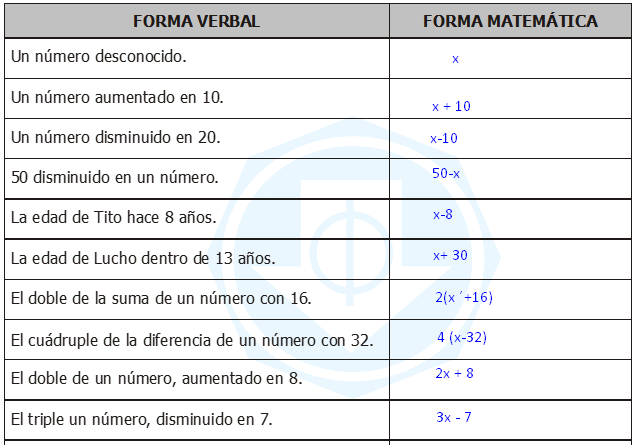 FORMA VERBAL FORMA MATEMÁTICA
Un número desconocido. x
Un número aumentado en 10. x + 10
Un número disminuido en 20. x-10
50 disminuido en un número. 50-x
La edad de Tito hace 8 años. x-8
La edad de Lucho dentro de 13 años. x+ 30
El doble de la suma de un número con 16. 2(x ´+16)
El cuádruple de la diferencia de un número con 32. 4 (x-32)
El doble de un número, aumentado en 8. 2x + 8
El triple un número, disminuido en 7. 3x - 7